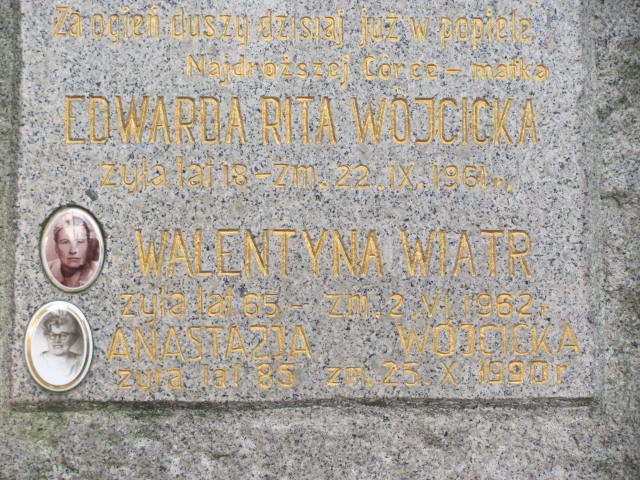 Za ogień duszy dzisiaj już w popiele
Najdroższej Córce - matka
EDWARDA RITA WÓJCICKA
żyła lat 18 - zm. 22. IX. 1961 r.
WALENTYNA WIATR
żyła lat 65 - zm. 2. VI. 1962 r
ANASTAZJA WÓJCICKA
żyła lat 85 zm. 25. X 1990 r